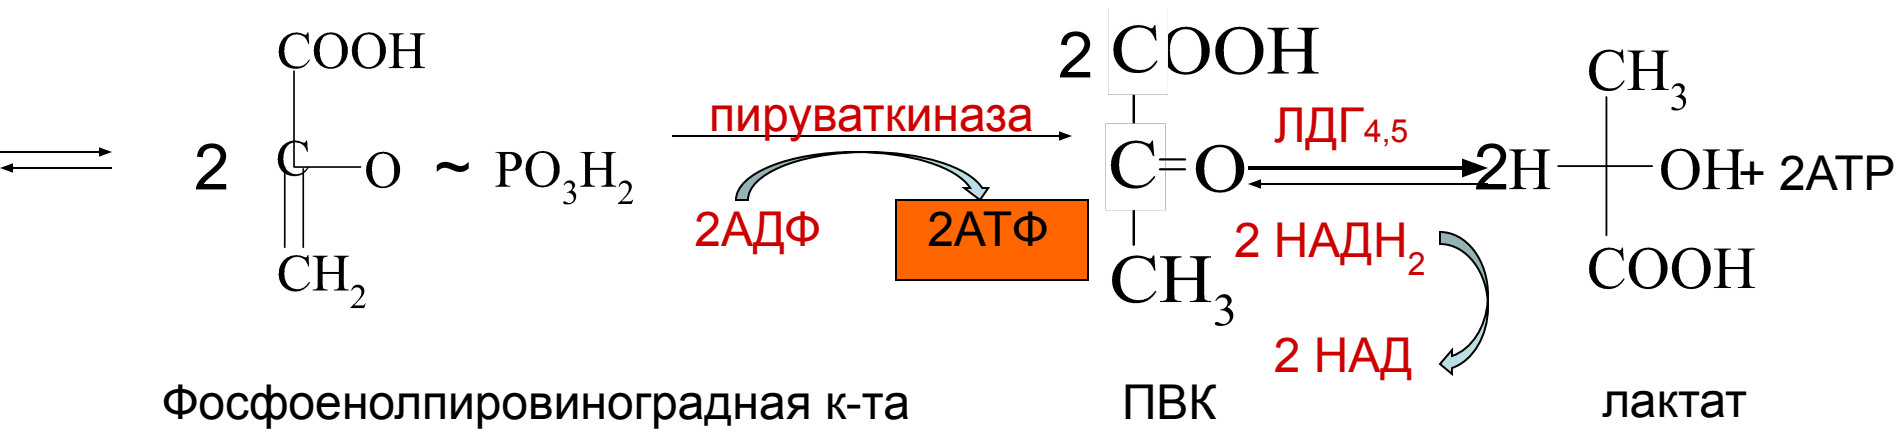 COOH
2 C O ~ PO3H2
CH2
Фосфоенолпировиноградная к-та
пируваткиназа
2АДФ
2АТФ
2 COOH
C=O
CH3
ПВК
ЛДГ4,5
2 НАДН2
2 НАД
CH3
2H OH + 2АТР
COOH
лактат